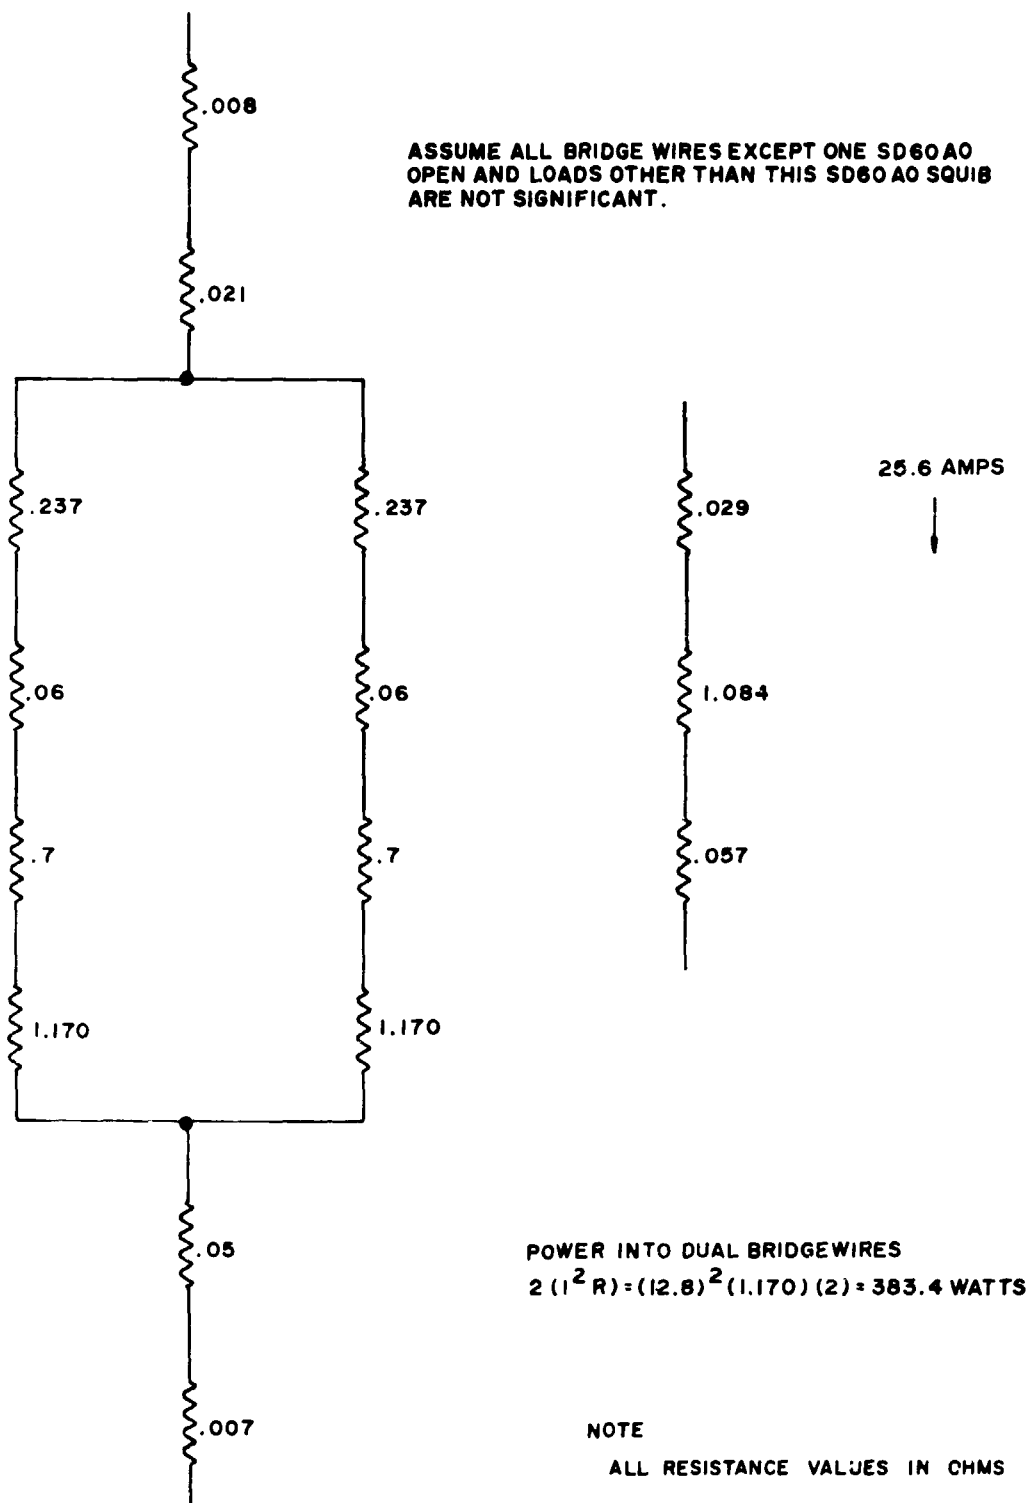 .008
ASSUME ALL BRIDGE WIRES EXCEPT ONE SD60A0
OPEN AND LOADS OTHER THAN THIS SD60A0 SQUIB
ARE NOT SIGNIFICANT.
.021
.237
.237
.029
25.6 AMPS
.06
.06
1.084
.7
.7
.057
1.170
1.170
.05
POWER INTO DUAL BRIDGEWIRES
2 (I² R) = (12.8)² (1.170) (2) = 383.4 WATTS
.007
NOTE
ALL RESISTANCE VALUES IN OHMS